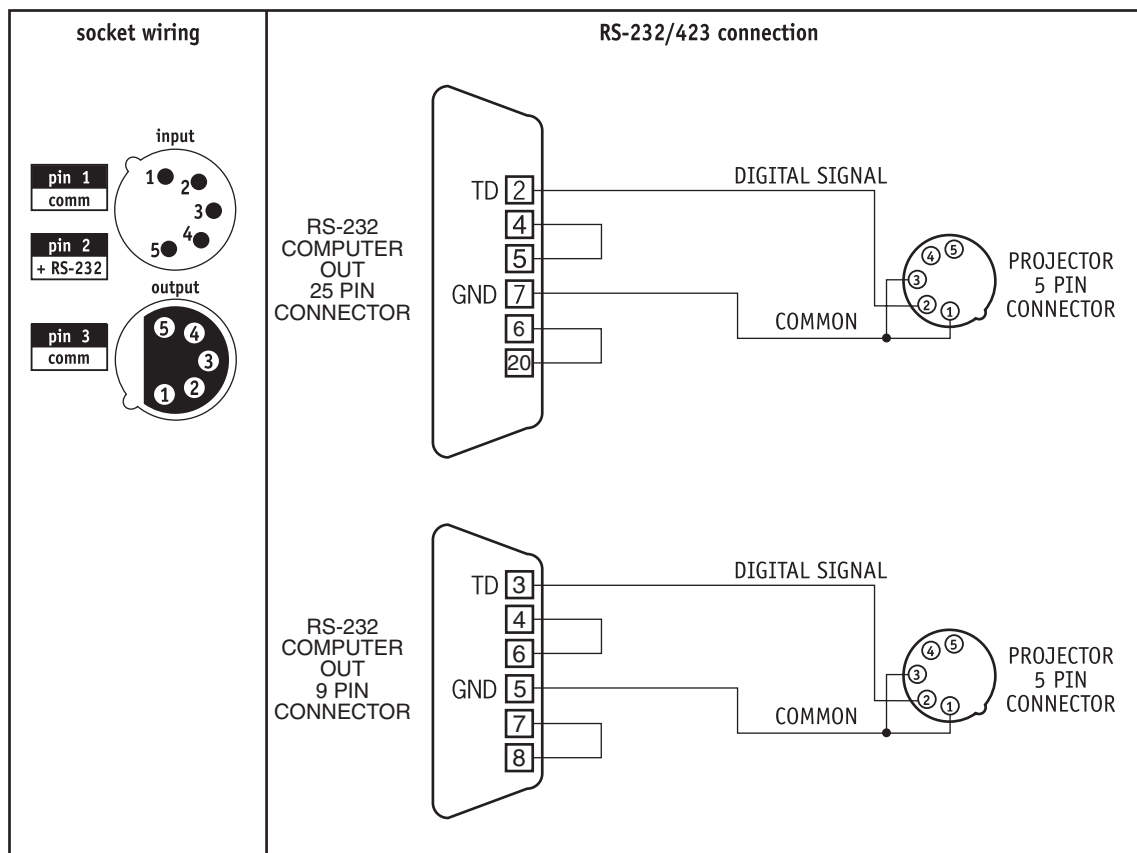 socket wiring
RS-232/423 connection
input
pin 1
comm
1
2
3
4
5
pin 2
+ RS-232
output
pin 3
comm
5
4
3
2
1
RS-232
COMPUTER
OUT
25 PIN
CONNECTOR
TD 2
4
5
GND 7
6
20
DIGITAL SIGNAL
COMMON
5
4
3
2
1
PROJECTOR
5 PIN
CONNECTOR
RS-232
COMPUTER
OUT
9 PIN
CONNECTOR
TD 3
4
6
GND 5
7
8
DIGITAL SIGNAL
COMMON
5
4
3
2
1
PROJECTOR
5 PIN
CONNECTOR